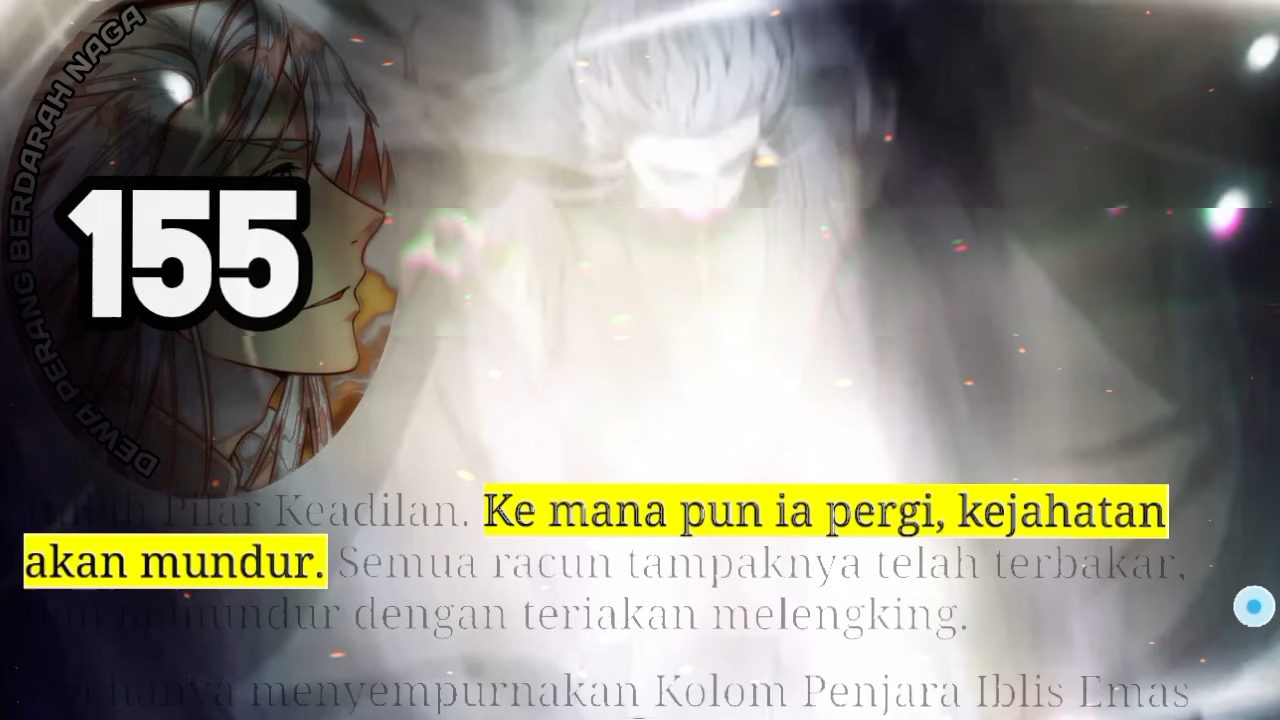 DEWA PERANG BERDARAH NAGA
155
Pilar Keadilan. Ke mana pun ia pergi, kejahatan
akan mundur. Semua racun tampaknya telah terbakar,
mundur dengan teriakan melengking.
hanya menyempurnakan Kolom Penjara Iblis Emas